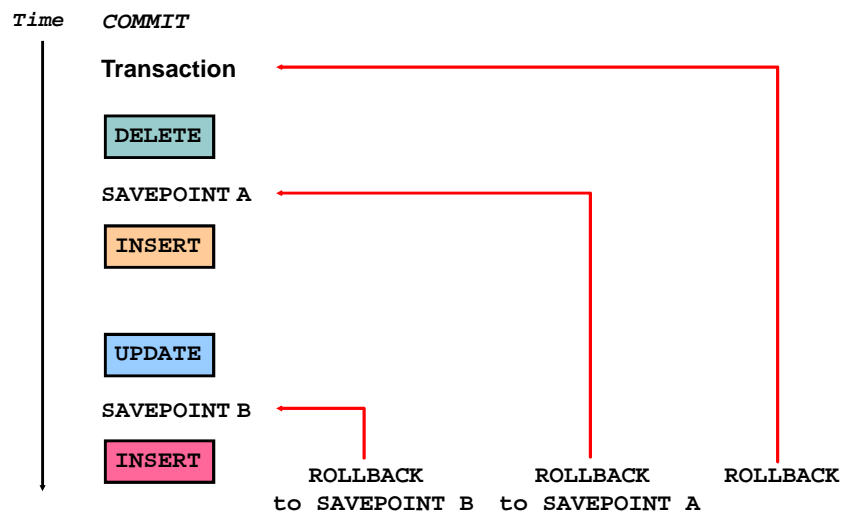 Time COMMIT
Transaction
DELETE
SAVEPOINT A
INSERT
UPDATE
SAVEPOINT B
INSERT
ROLLBACK
to SAVEPOINT B
ROLLBACK
to SAVEPOINT A
ROLLBACK